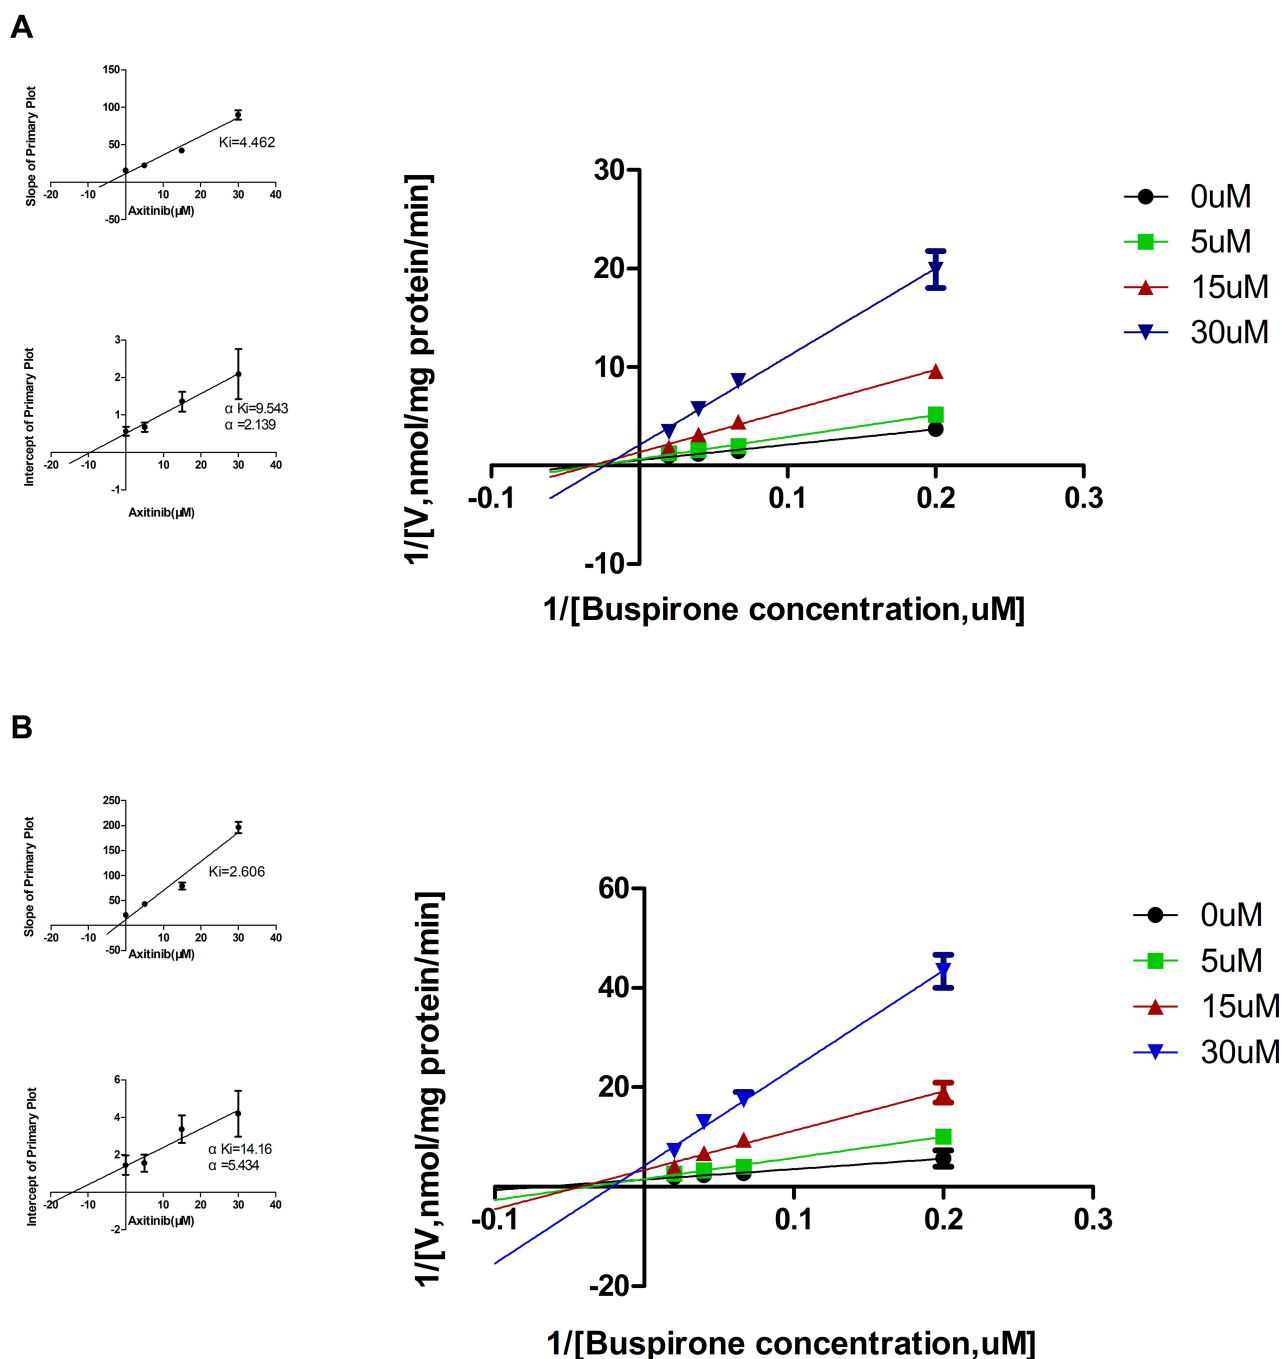 A
150
100
50
-50
-20
-10
10
20
30
40
Slope of Primary Plot
Axitinib(µM)
Ki=4.462
3
2
1
-1
-20
-10
10
20
30
40
Intercept of Primary Plot
Axitinib(µM)
α Ki=9.543
α =2.139
30
20
10
-10
-0.1
0.1
0.2
0.3
1/[V,nmol/mg protein/min]
1/[Buspirone concentration,uM]
0uM
5uM
15uM
30uM
B
250
200
150
100
50
-50
-20
-10
10
20
30
40
Slope of Primary Plot
Axitinib(µM)
Ki=2.606
6
4
2
-2
-20
-10
10
20
30
40
Intercept of Primary Plot
Axitinib(µM)
α Ki=14.16
α =5.434
60
40
20
-20
-0.1
0.1
0.2
0.3
1/[V,nmol/mg protein/min]
1/[Buspirone concentration,uM]
0uM
5uM
15uM
30uM